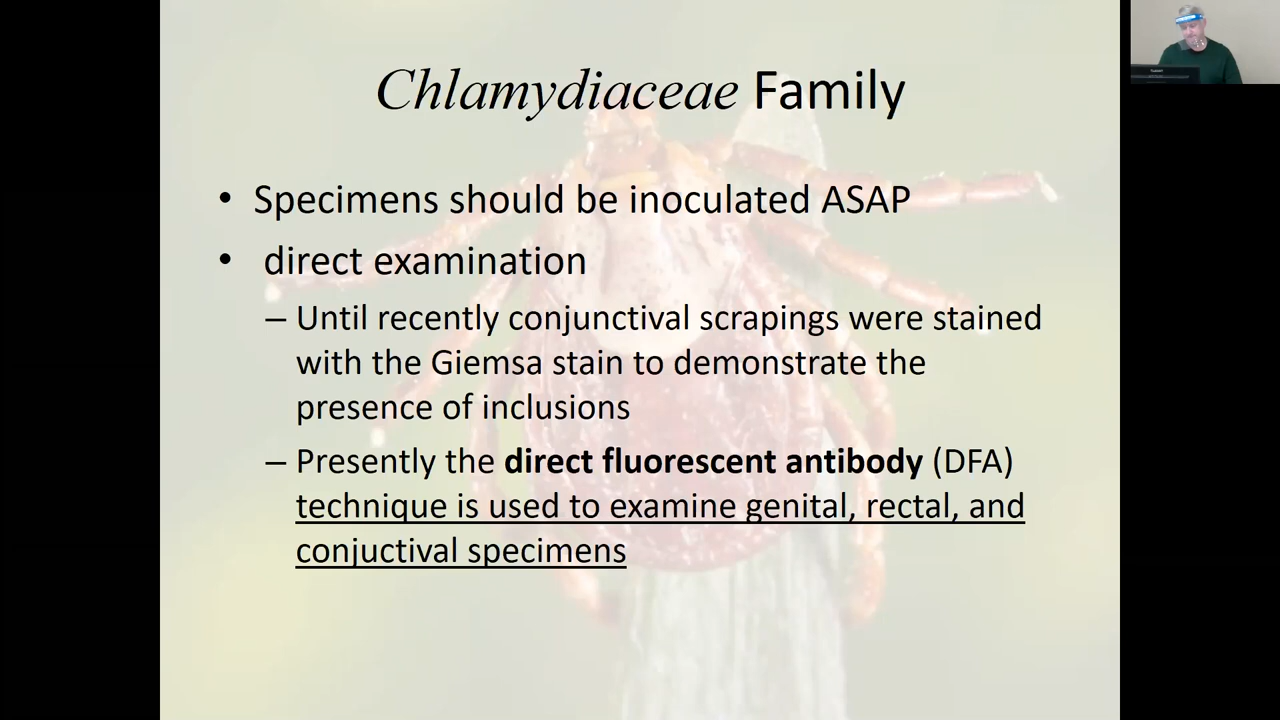 Chlamydiaceae Family
• Specimens should be inoculated ASAP
• direct examination
– Until recently conjunctival scrapings were stained
with the Giemsa stain to demonstrate the
presence of inclusions
– Presently the direct fluorescent antibody (DFA)
technique is used to examine genital, rectal, and
conjuctival specimens